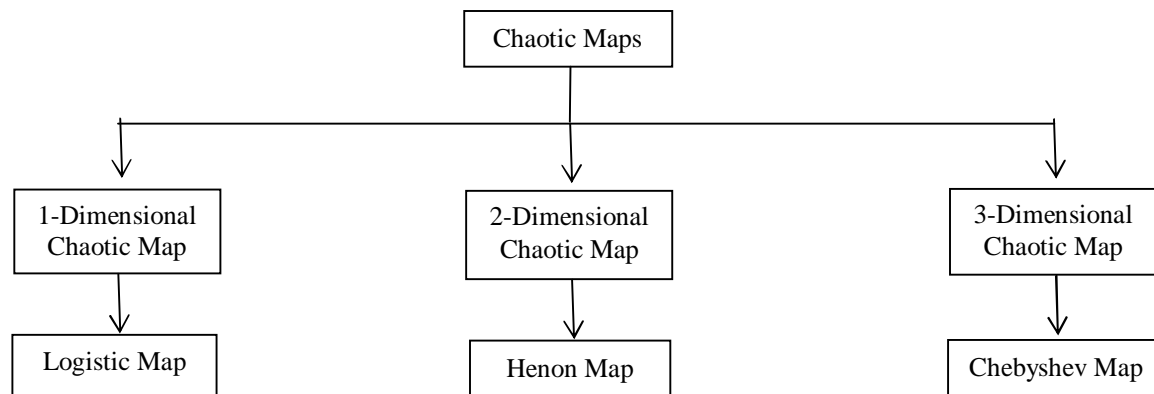 Chaotic Maps
1-Dimensional
Chaotic Map
2-Dimensional
Chaotic Map
3-Dimensional
Chaotic Map
Logistic Map
Henon Map
Chebyshev Map